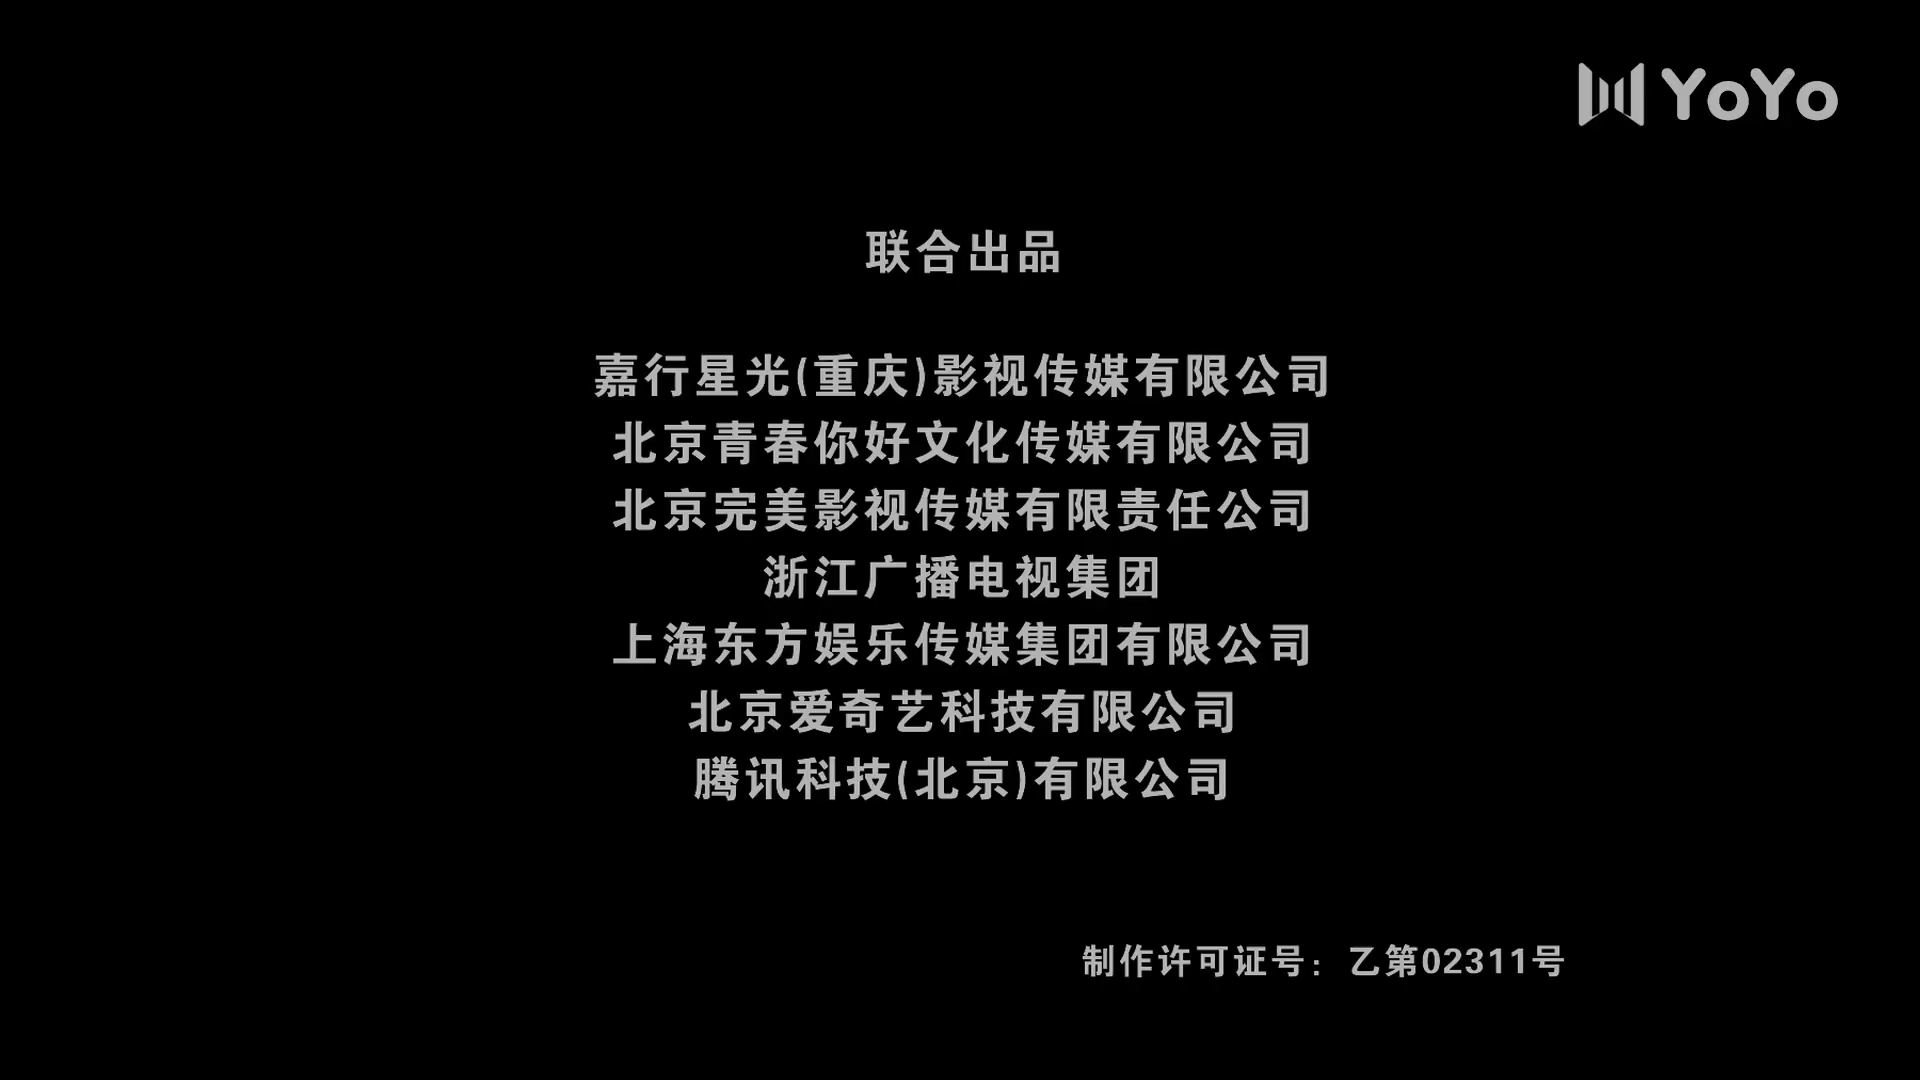 YoYo
联合出品
嘉行星光(重庆)影视传媒有限公司
北京青春你好文化传媒有限公司
北京完美影视传媒有限责任公司
浙江广播电视集团
上海东方娱乐传媒集团有限公司
北京爱奇艺科技有限公司
腾讯科技(北京)有限公司
制作许可证号：乙第02311号